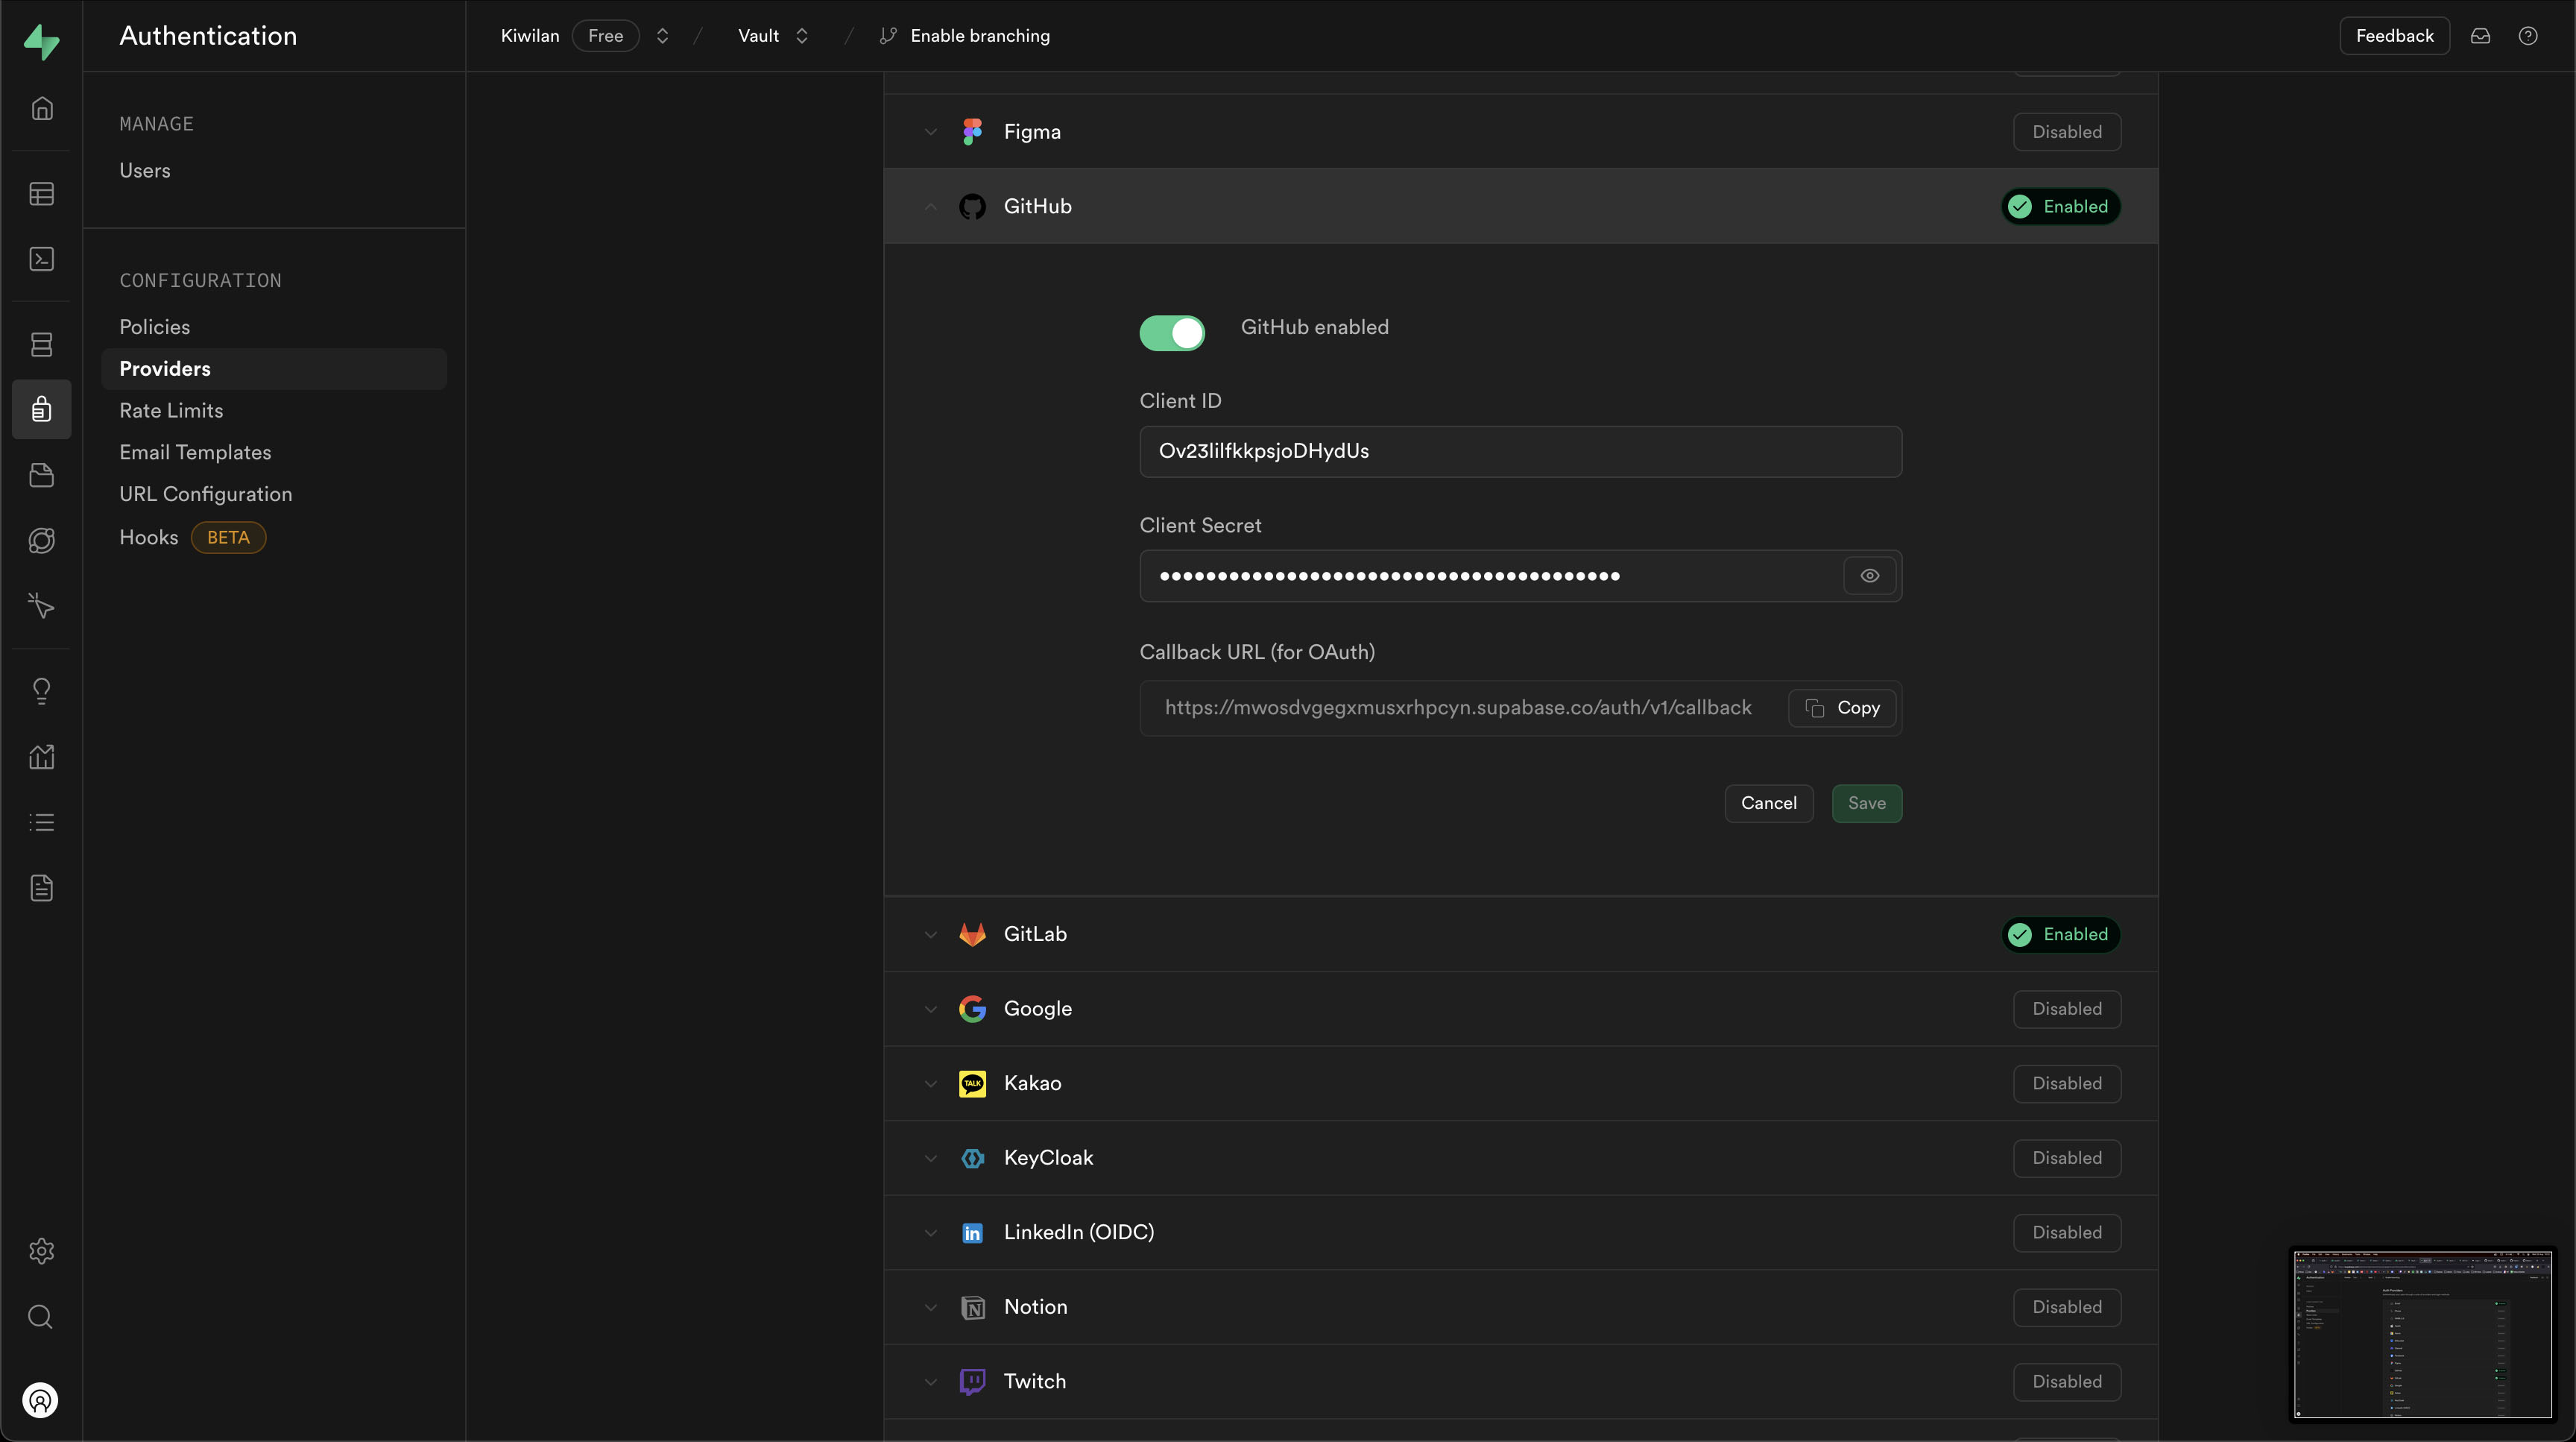 Authentication
Kiwilan Free / Vault / Enable branching
Feedback
MANAGE
Users
CONFIGURATION
Policies
Providers
Rate Limits
Email Templates
URL Configuration
Hooks BETA
Figma
Disabled
GitHub
Enabled
GitHub enabled
Client ID
Ov23lilfkkpsjoDHydUs
Client Secret
••••••••••••••••••••••••••••••••••••••••
Callback URL (for OAuth)
https://mwosdvgegxmusxrhpcyn.supabase.co/auth/v1/callback
Copy
Cancel
Save
GitLab
Enabled
Google
Disabled
Kakao
Disabled
KeyCloak
Disabled
LinkedIn (OIDC)
Disabled
Notion
Disabled
Twitch
Disabled